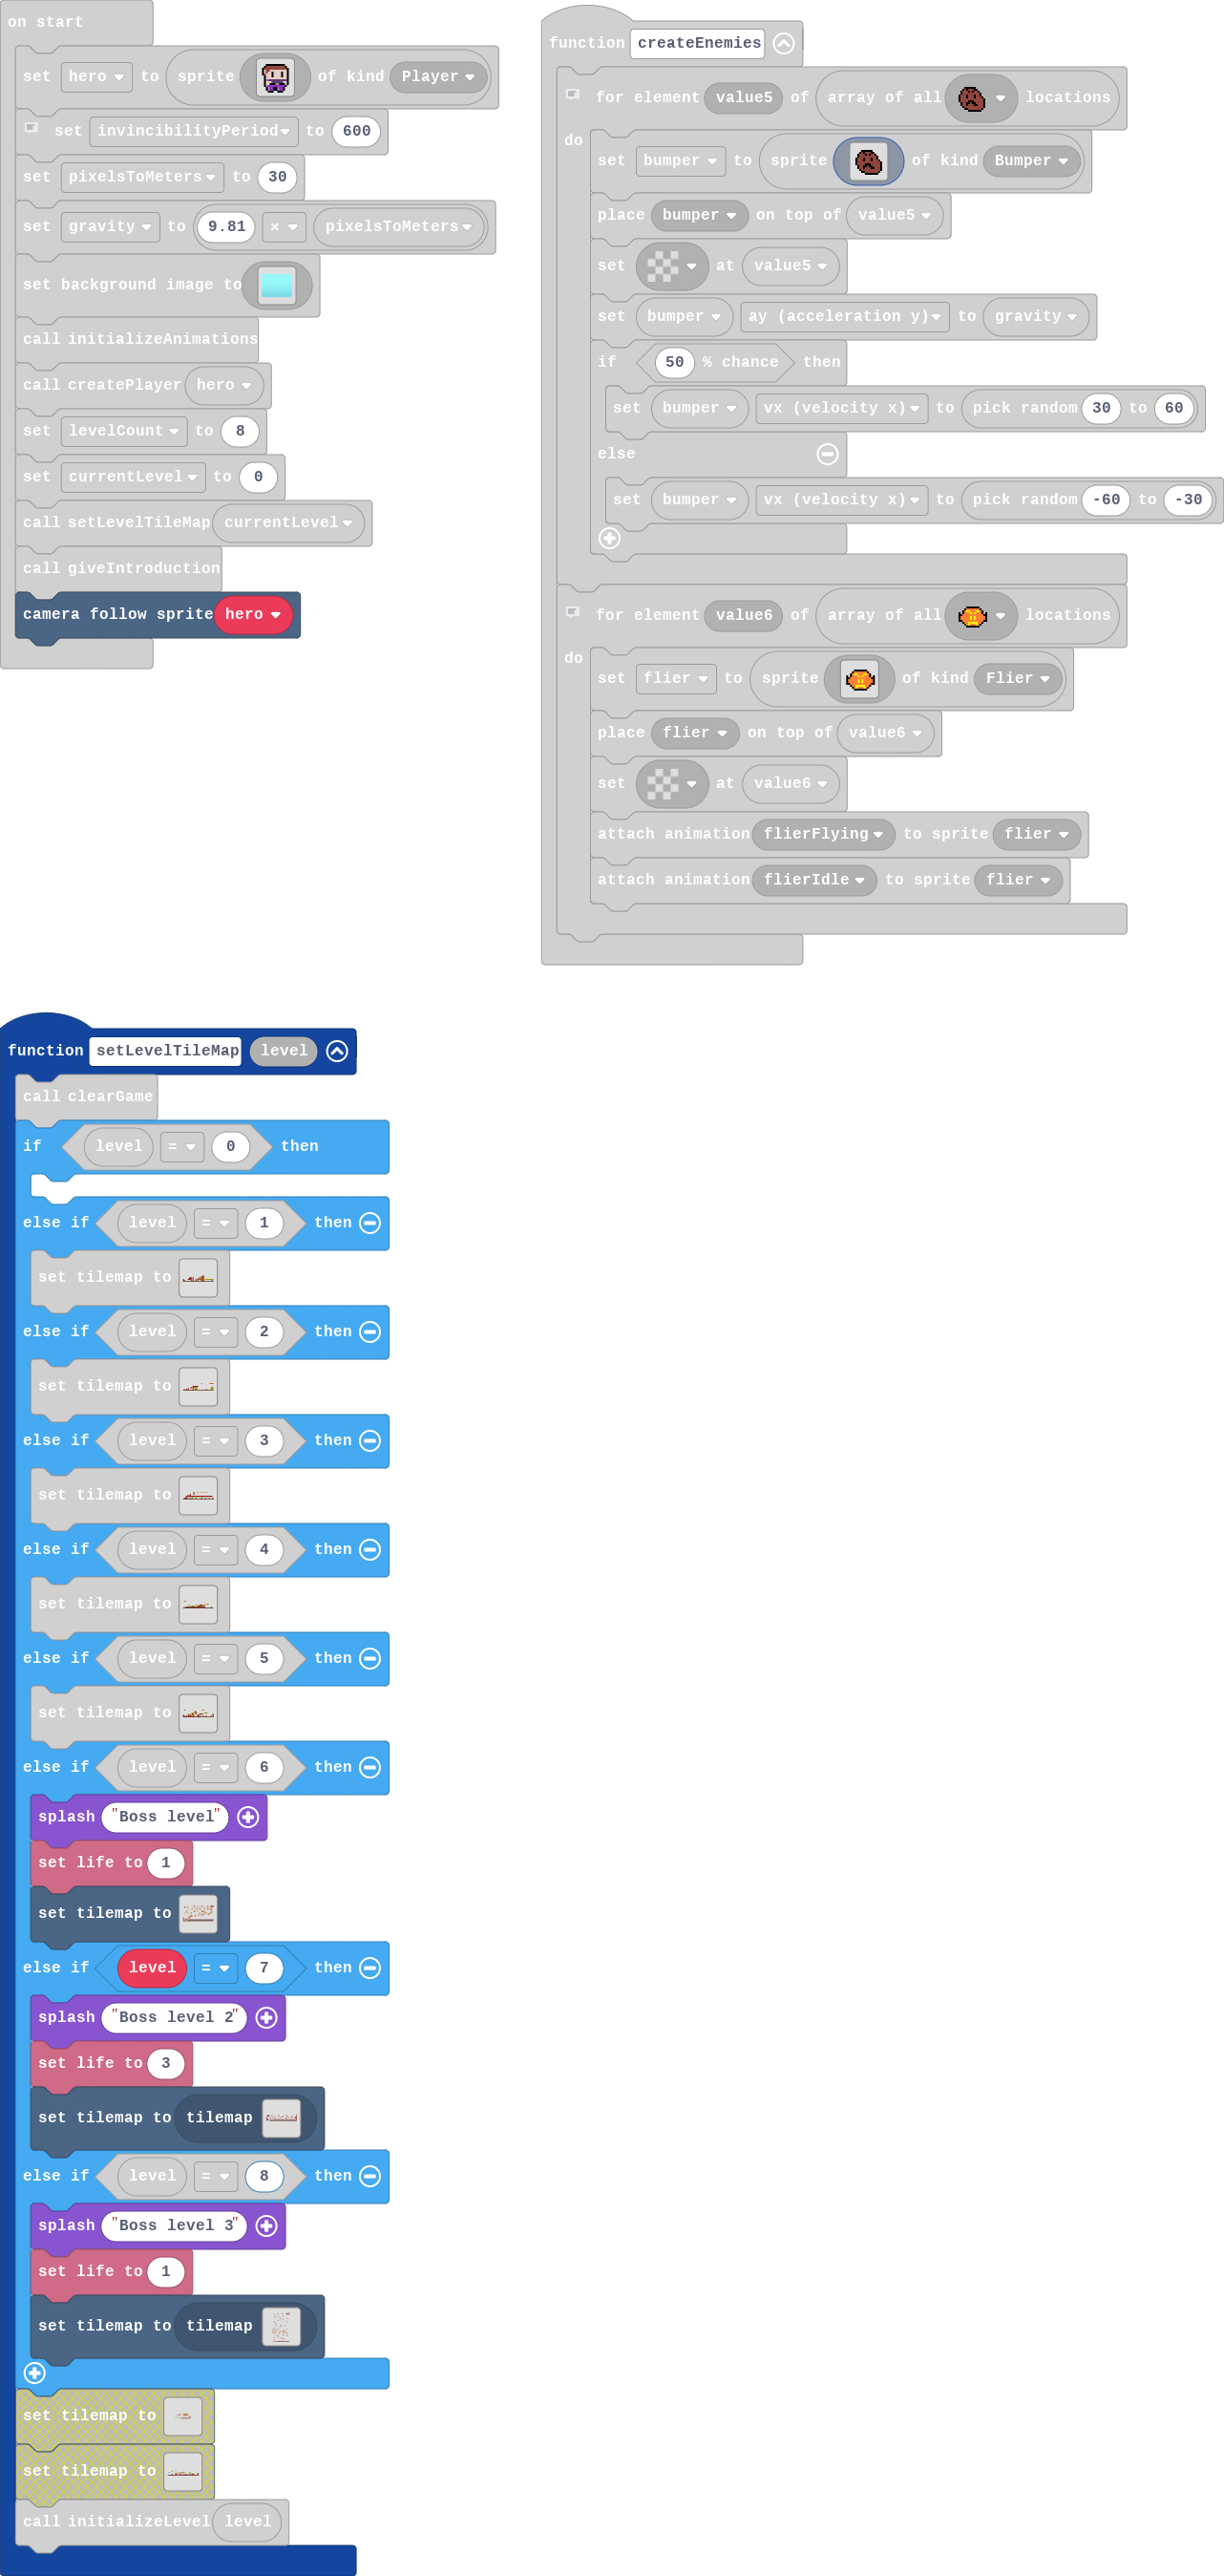 on start
set hero to sprite of kind Player
set invincibilityPeriod to 600
set pixelsToMeters to 30
set gravity to 9.81 × pixelsToMeters
set background image to
call initializeAnimations
call createPlayer hero
set levelCount to 8
set currentLevel to 0
call setLevelTileMap currentLevel
call giveIntroduction
camera follow sprite hero
function createEnemies
for element value5 of array of all locations
do
set bumper to sprite of kind Bumper
place bumper on top of value5
set at value5
set bumper ay (acceleration y) to gravity
if 50 % chance then
set bumper vx (velocity x) to pick random 30 to 60
else
set bumper vx (velocity x) to pick random -60 to -30
for element value6 of array of all locations
do
set flier to sprite of kind Flier
place flier on top of value6
set at value6
attach animation flierFlying to sprite flier
attach animation flierIdle to sprite flier
function setLevelTileMap level
call clearGame
if level = 0 then
else if level = 1 then
set tilemap to
else if level = 2 then
set tilemap to
else if level = 3 then
set tilemap to
else if level = 4 then
set tilemap to
else if level = 5 then
set tilemap to
else if level = 6 then
splash "Boss level"
set life to 1
set tilemap to
else if level = 7 then
splash "Boss level 2"
set life to 3
set tilemap to tilemap
else if level = 8 then
splash "Boss level 3"
set life to 1
set tilemap to tilemap
set tilemap to
set tilemap to
call initializeLevel level